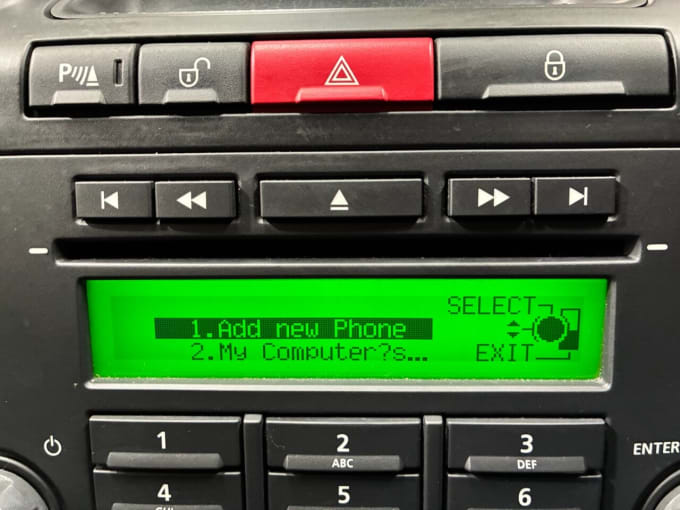 P
SELECT
1.Add new Phone
2.My Computer?s...
EXIT
1
2
ABC
3
DEF
ENTER
4
5
6